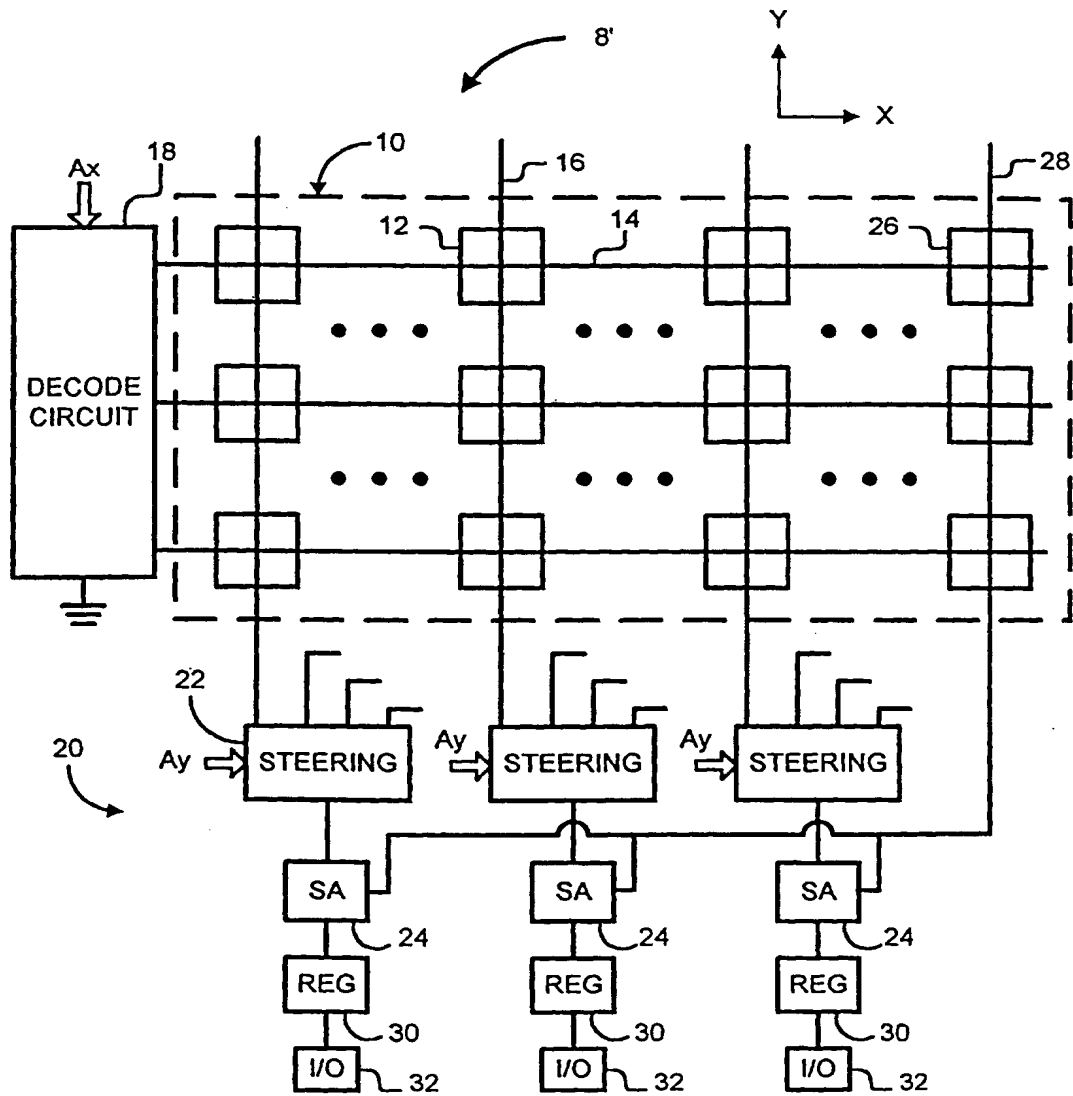 8'
Y
X
Ax
18
10
16
28
12
14
26
DECODE
CIRCUIT
22
20
Ay
STEERING
Ay
STEERING
Ay
STEERING
SA
SA
SA
24
24
24
REG
REG
REG
30
30
30
I/O
I/O
I/O
32
32
32